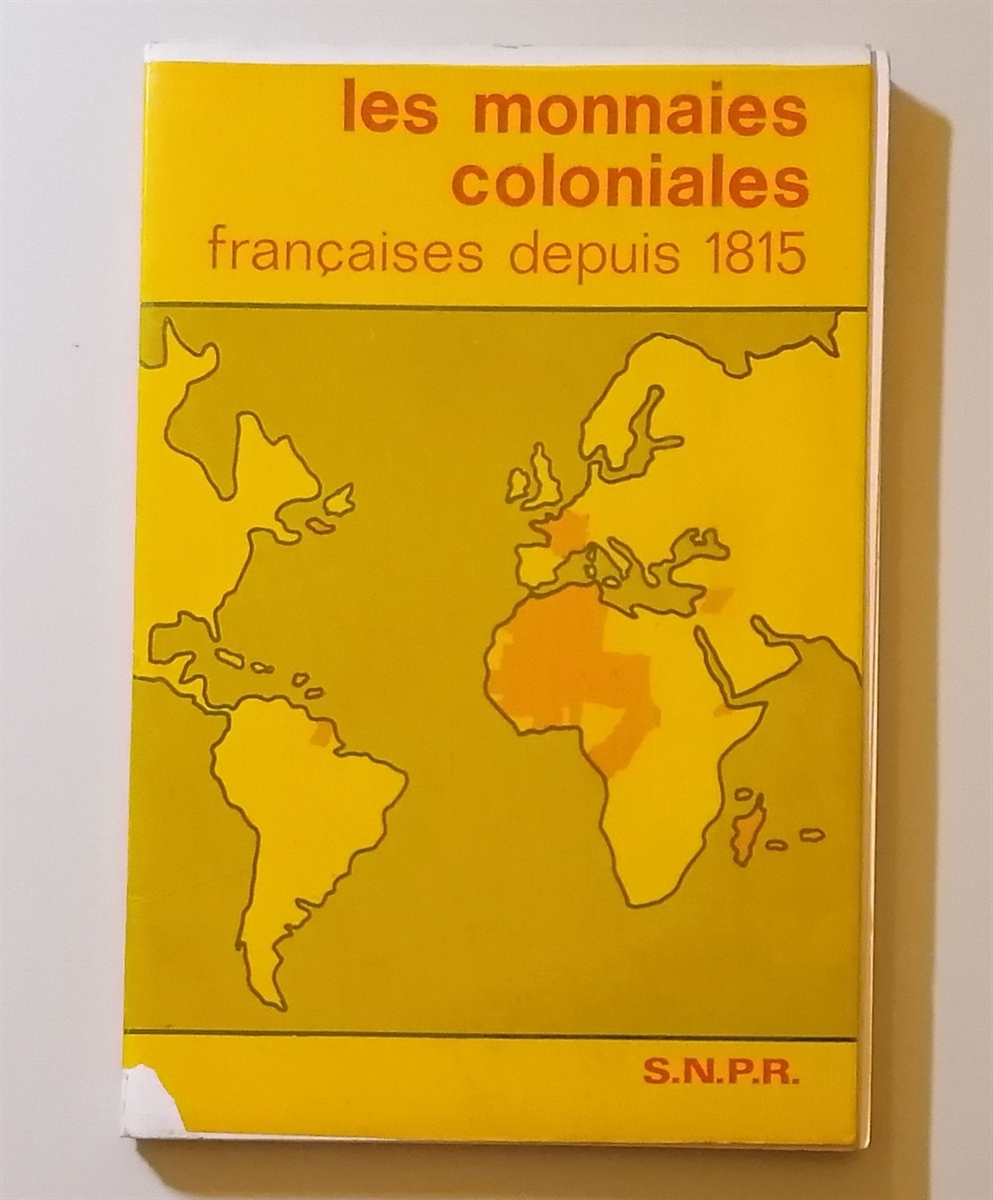 les monnaies
coloniales
françaises depuis 1815
S.N.P.R.